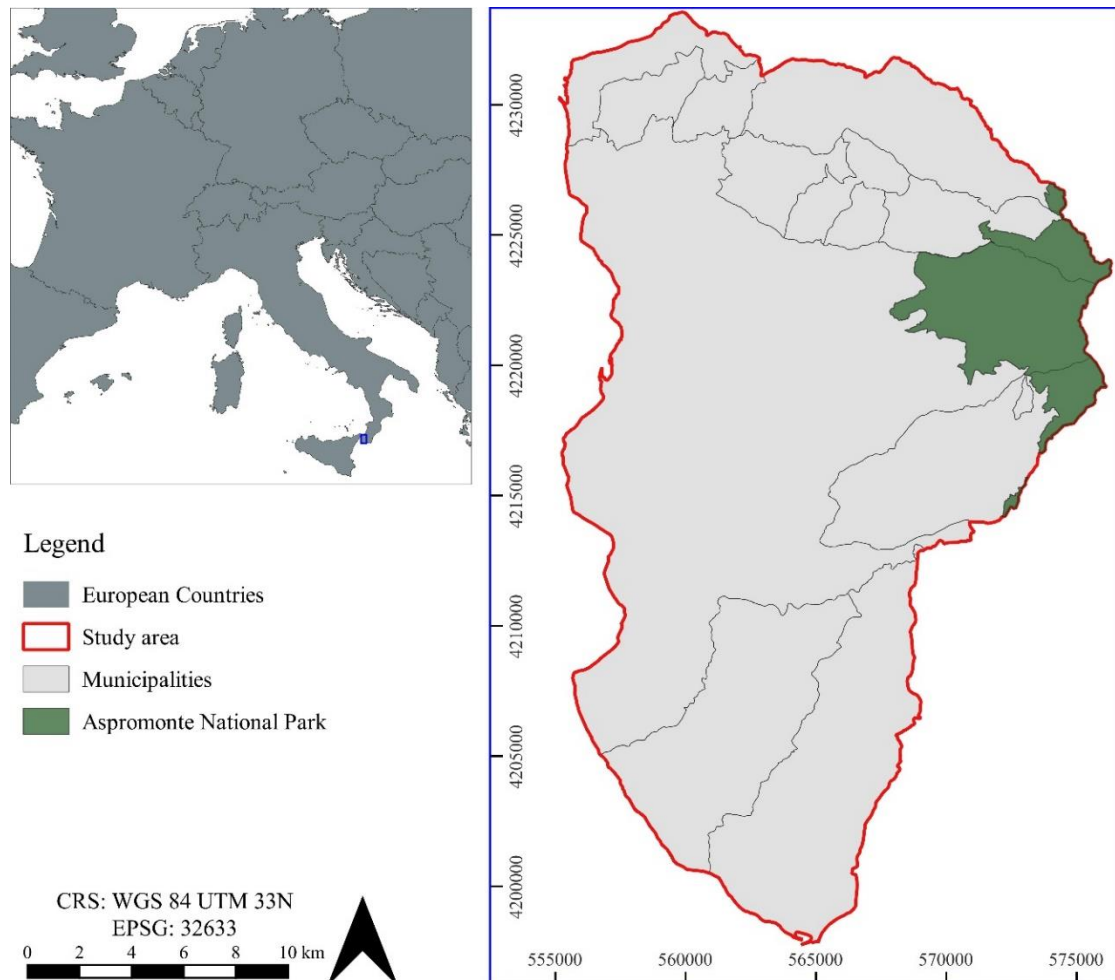 Legend
European Countries
Study area
Municipalities
Aspromonte National Park
CRS: WGS 84 UTM 33N
EPSG: 32633
0 2 4 6 8 10 km
4230000
4225000
4220000
4215000
4210000
4205000
4200000
555000 560000 565000 570000 575000